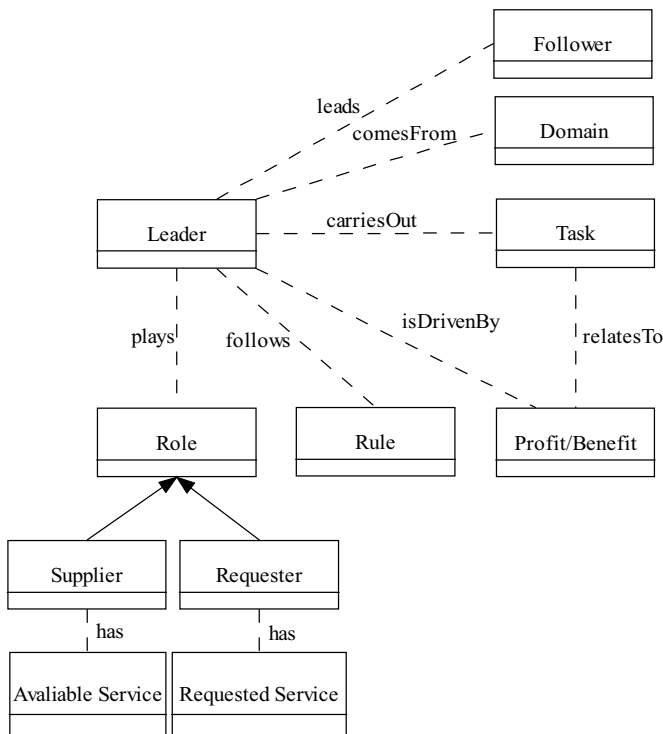 Follower
leads
comesFrom
Domain
Leader
carriesOut
Task
plays
follows
isDrivenBy
relatesTo
Role
Rule
Profit/Benefit
Supplier
Requester
has
has
Avaliable Service
Requested Service